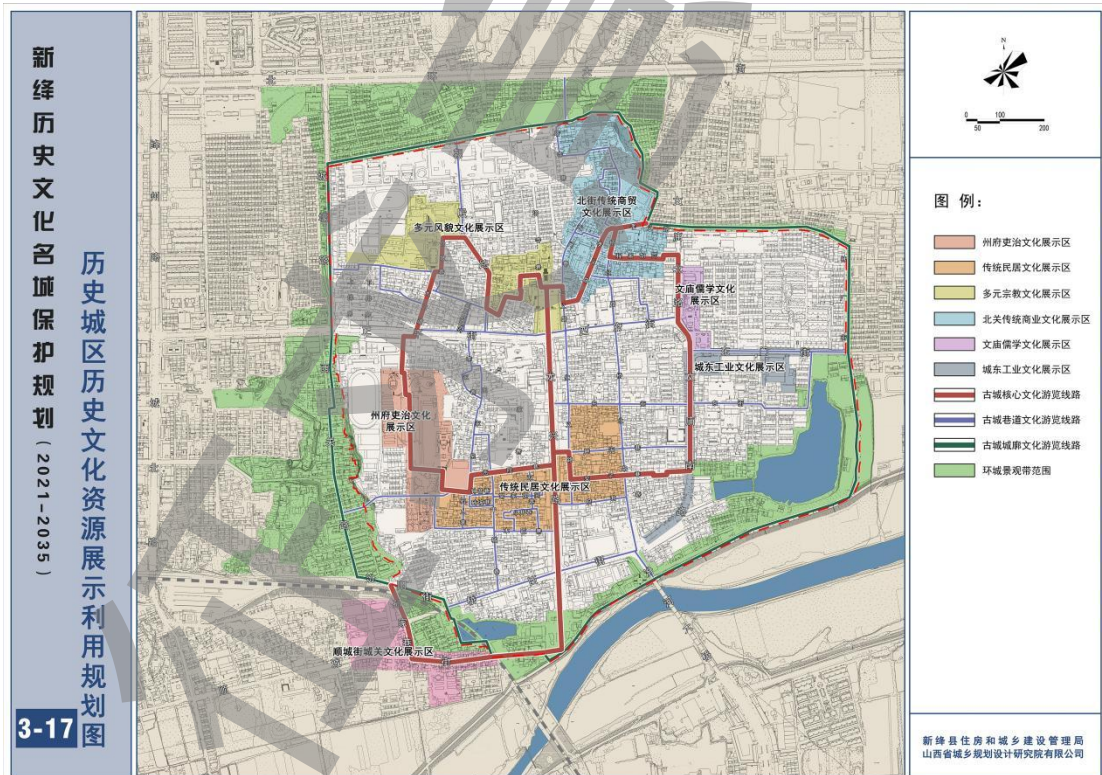 新绛历史文化名城保护规划（2021-2035）
历史城区历史文化资源展示利用规划图
3-17
多元风貌文化展示区
北街传统商贸
文化展示区
文庙儒学文化
展示区
城东工业文化展示区
州府吏治文化
展示区
传统民居文化展示区
顺城街城关文化展示区
N
0 100
50 200
图 例：
州府吏治文化展示区
传统民居文化展示区
多元宗教文化展示区
北关传统商业文化展示区
文庙儒学文化展示区
城东工业文化展示区
古城核心文化游览线路
古城巷道文化游览线路
古城城廓文化游览线路
环城景观带范围
新绛县住房和城乡建设管理局
山西省城乡规划设计研究院有限公司